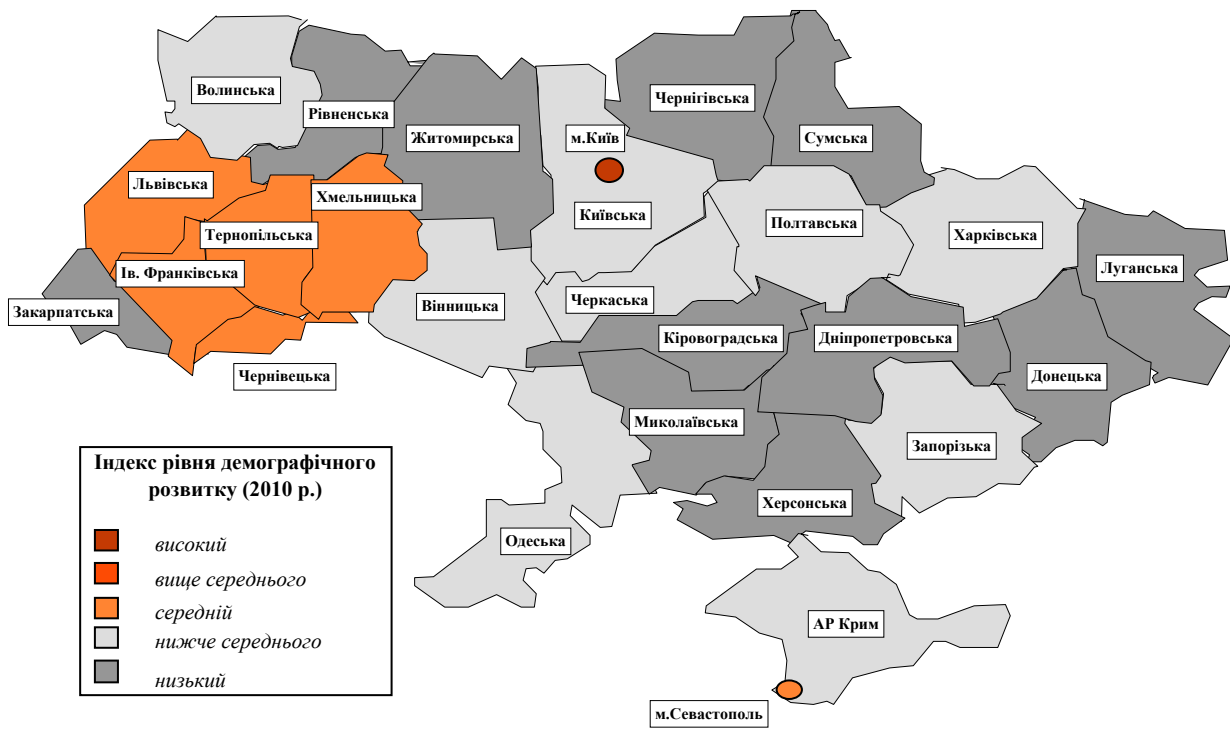 Волинська
Рівненська
Житомирська
Чернігівська
Сумська
м.Київ
Львівська
Хмельницька
Тернопільська
Київська
Полтавська
Харківська
Луганська
Ів. Франківська
Закарпатська
Вінницька
Черкаська
Кіровоградська
Дніпропетровська
Чернівецька
Донецька
Миколаївська
Запорізька
Херсонська
Одеська
АР Крим
м.Севастополь
Індекс рівня демографічного
розвитку (2010 р.)
високий
вище середнього
середній
нижче середнього
низький